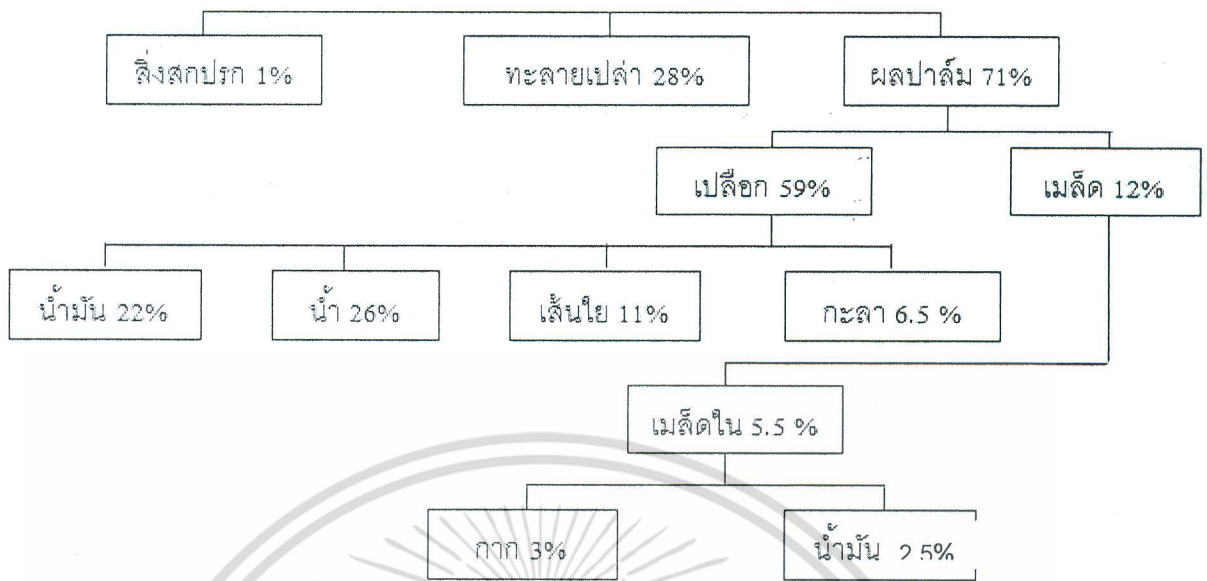 สิ่งสกปรก 1%
ทะลายเปล่า 28%
ผลปาล์ม 71%
เปลือก 59%
เมล็ด 12%
น้ำมัน 22%
น้ำ 26%
เส้นใย 11%
กะลา 6.5 %
เมล็ดใน 5.5 %
กาก 3%
น้ำมัน 2.5%